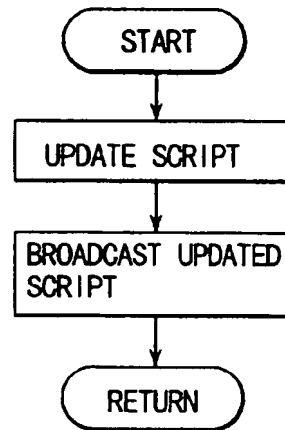 START
UPDATE SCRIPT
BROADCAST UPDATED
SCRIPT
RETURN